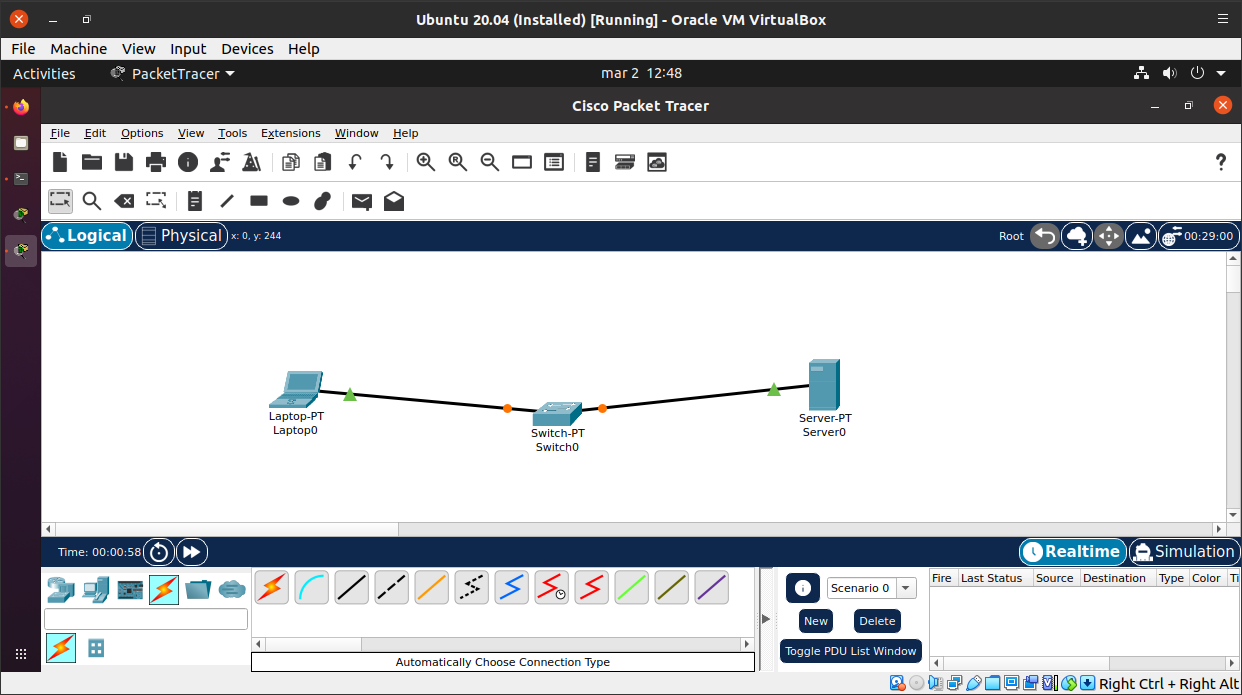 Ubuntu 20.04 (Installed) [Running] - Oracle VM VirtualBox
File Machine View Input Devices Help
Activities PacketTracer mar 2 12:48
Cisco Packet Tracer
File Edit Options View Tools Extensions Window Help
Logical Physical x: 0, y: 244 Root 00:29:00
Laptop-PT
Laptop0
Switch-PT
Switch0
Server-PT
Server0
Time: 00:00:58 Realtime Simulation
Scenario 0
New Delete
Toggle PDU List Window
Fire Last Status Source Destination Type Color Ti
Automatically Choose Connection Type
Right Ctrl + Right Alt